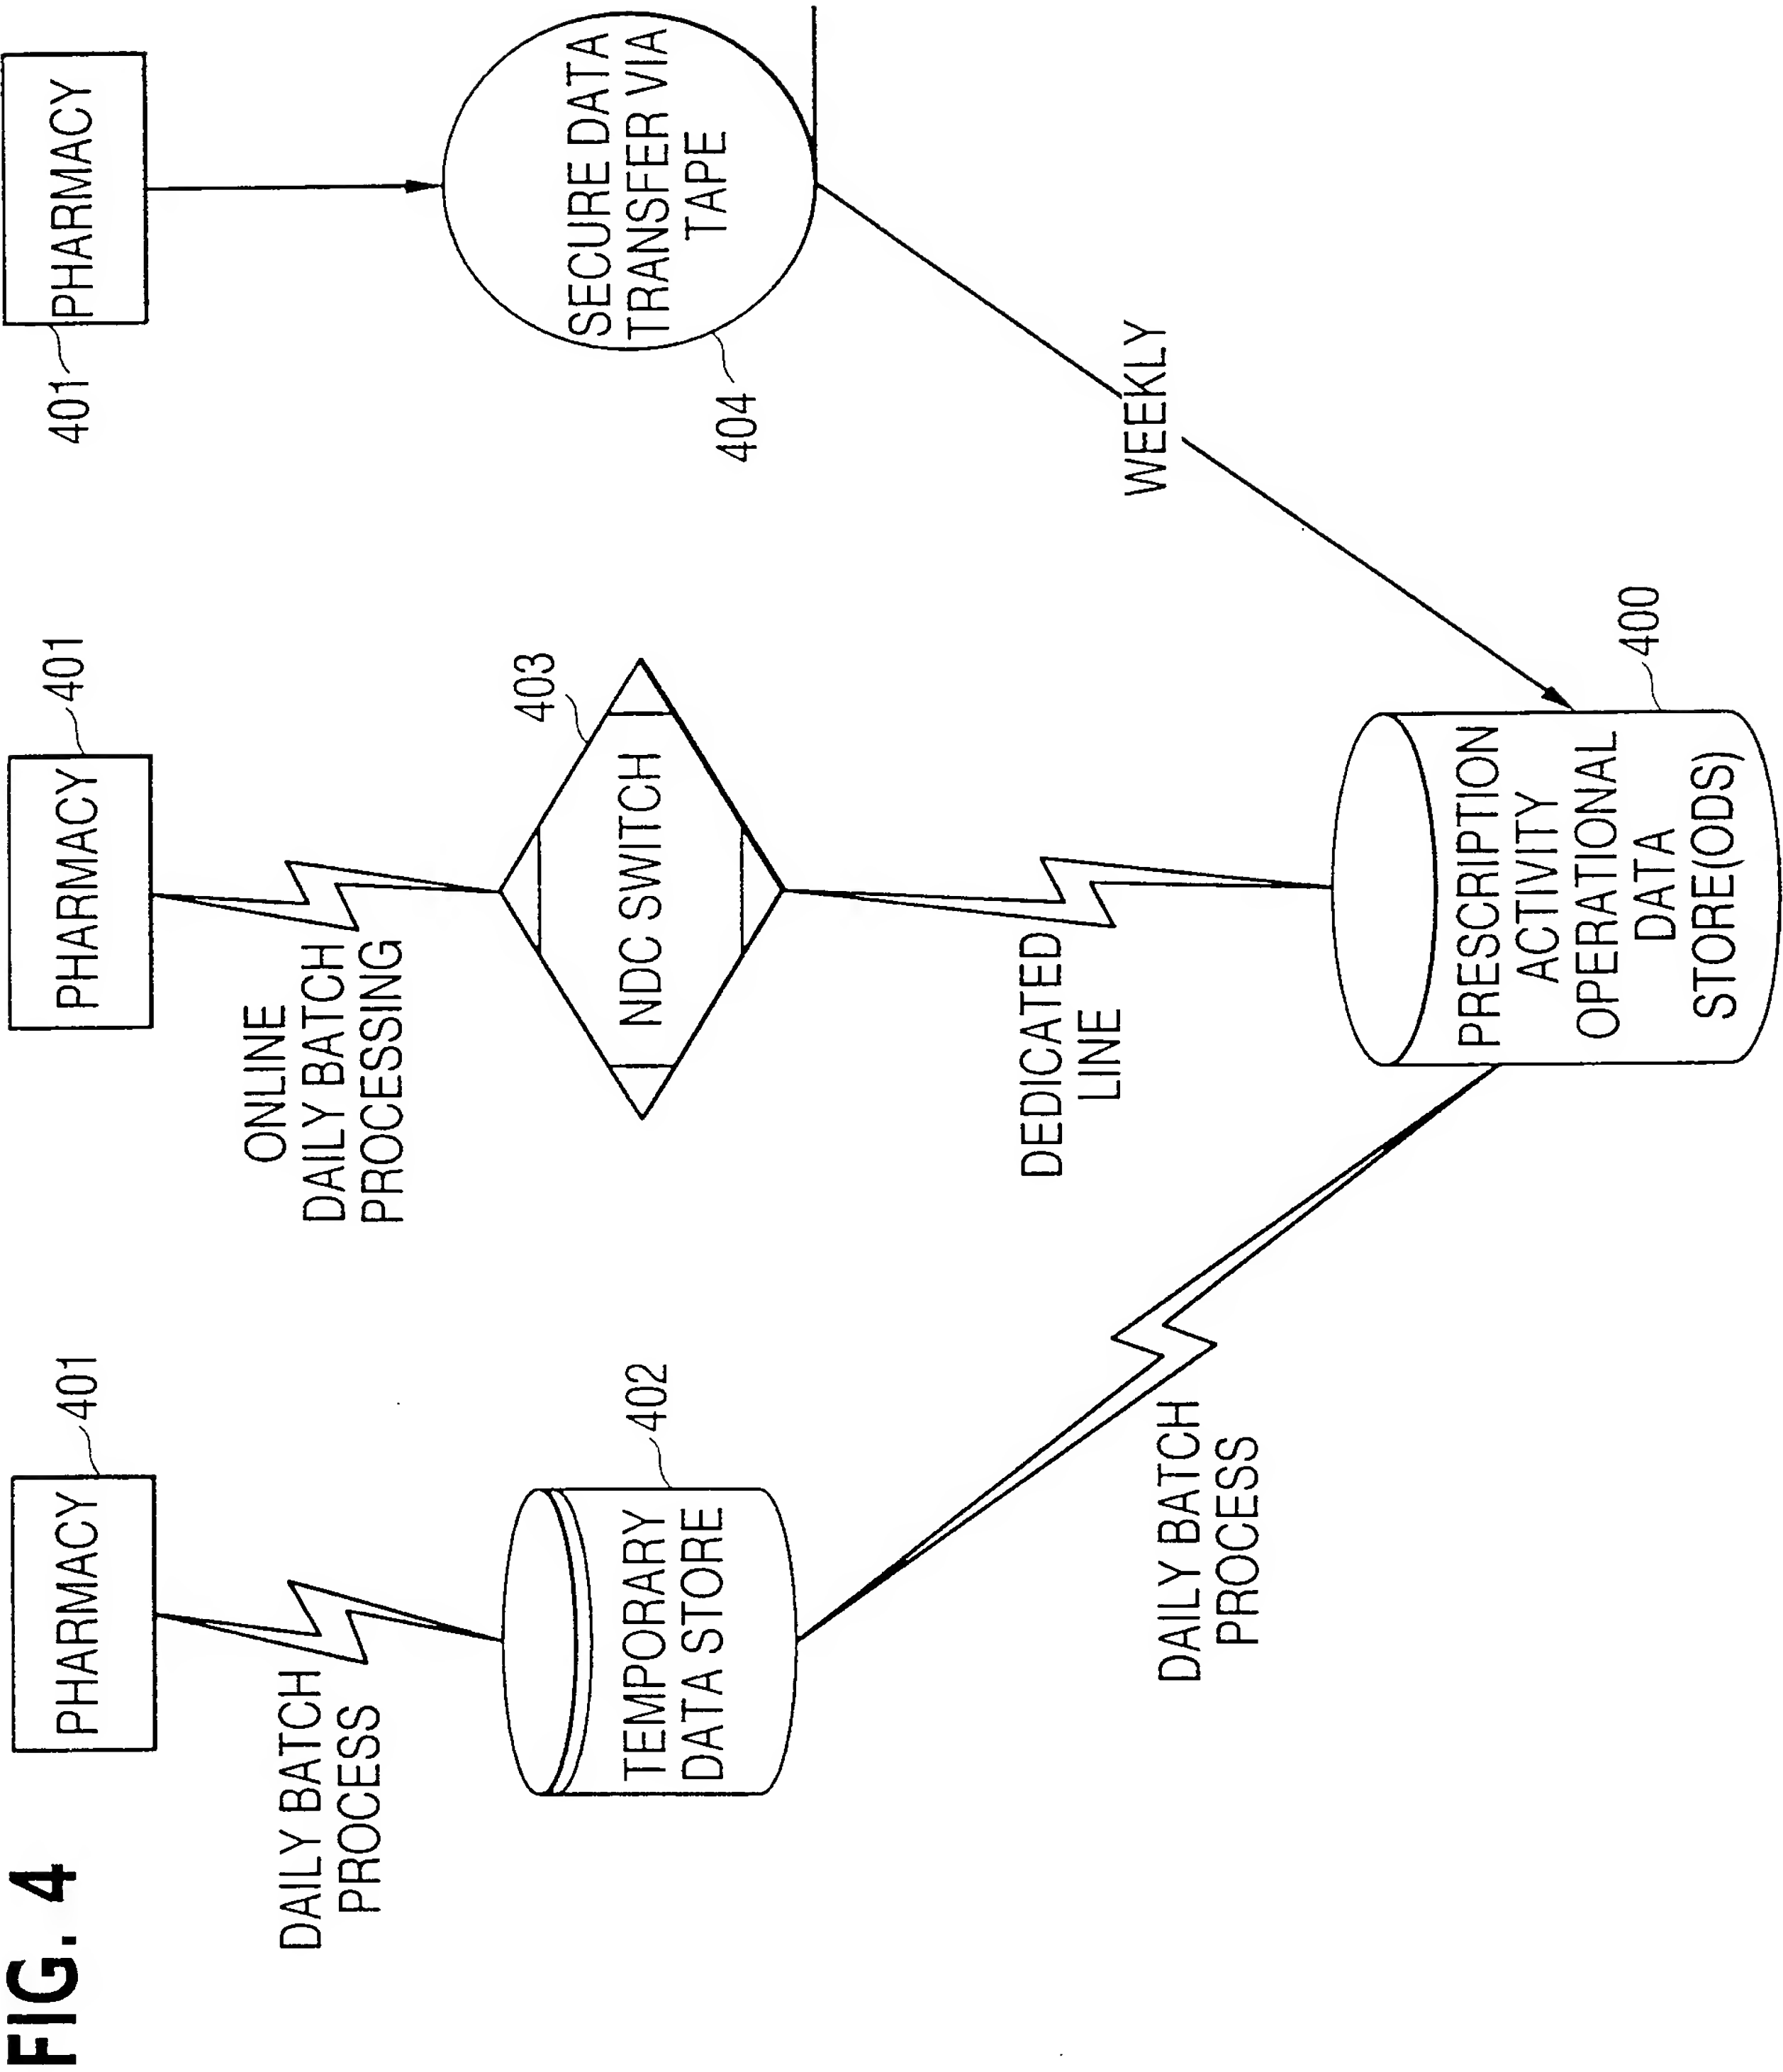 FIG. 4
PHARMACY
401
PHARMACY
401
PHARMACY
401
DAILY BATCH
PROCESS
ONLINE
DAILY BATCH
PROCESSING
TEMPORARY
DATA STORE
402
NDC SWITCH
403
SECURE DATA
TRANSFER VIA
TAPE
404
DAILY BATCH
PROCESS
DEDICATED
LINE
WEEKLY
PRESCRIPTION
ACTIVITY
OPERATIONAL
DATA
STORE(ODS)
400